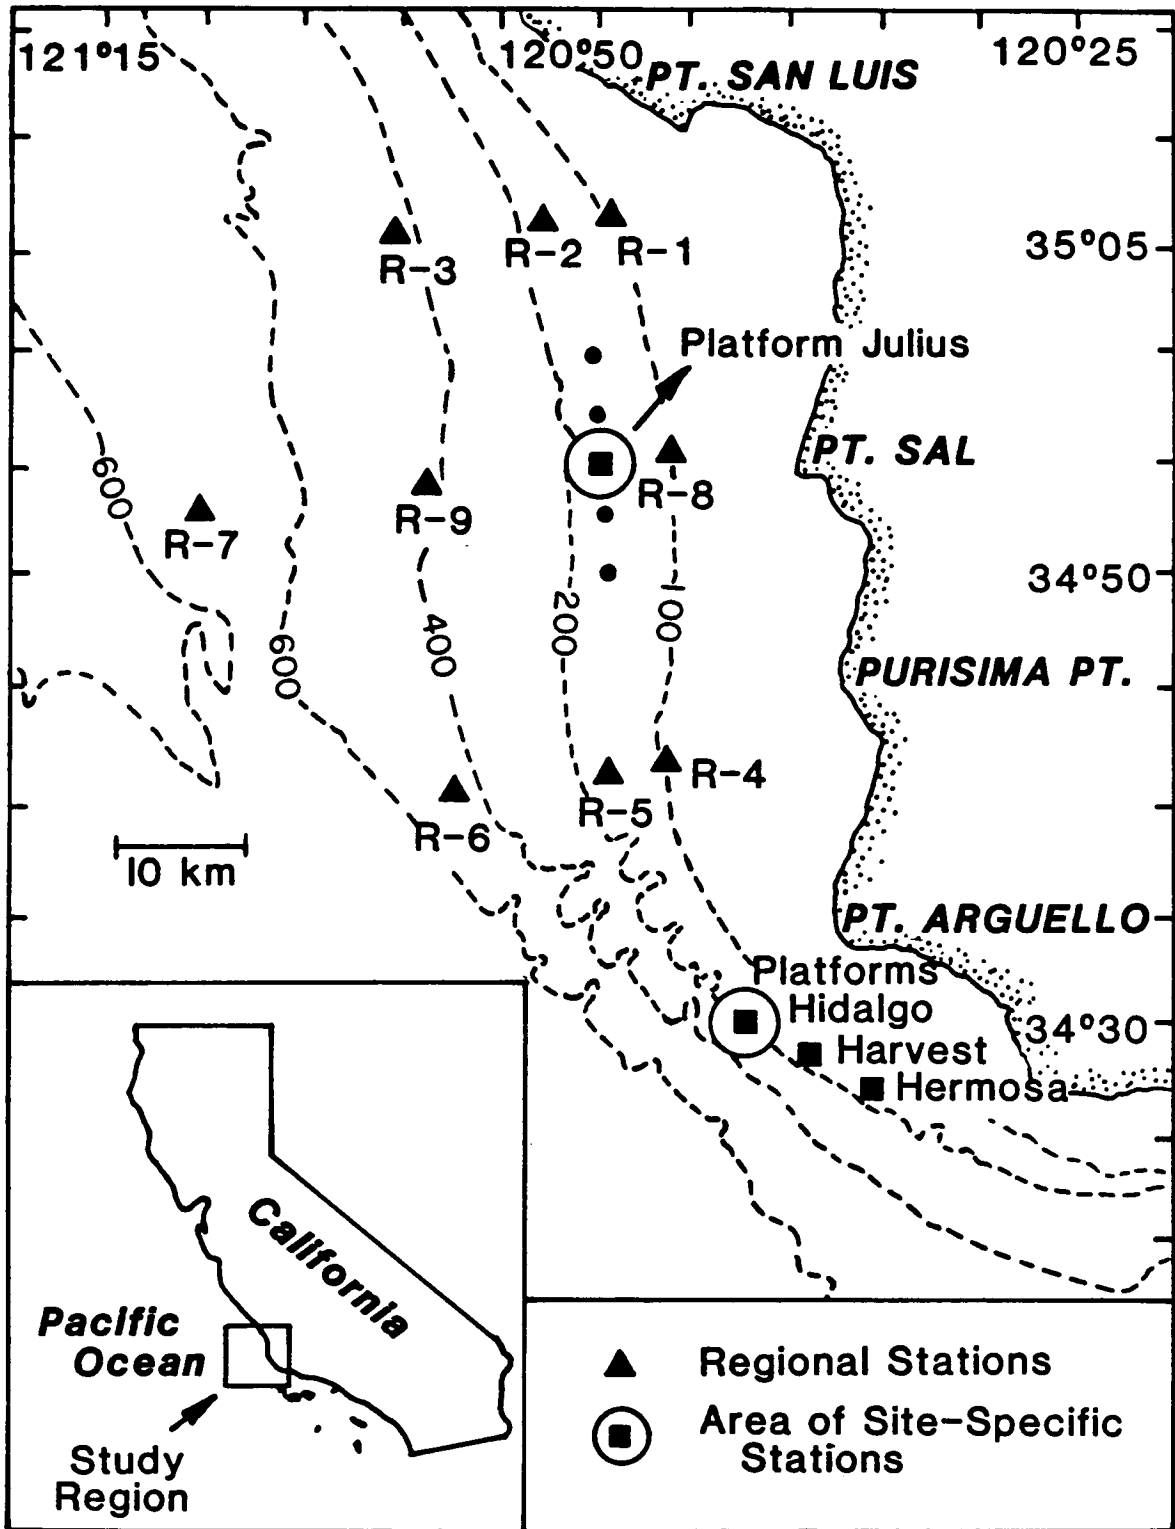 121°15
120°50
120°25
PT. SAN LUIS
R-3
R-2
R-1
35°05
Platform Julius
PT. SAL
600
R-7
R-9
R-8
34°50
600
400
200
100
PURISIMA PT.
R-6
R-5
R-4
10 km
PT. ARGUELLO
Platforms
Hidalgo
34°30
Harvest
Hermosa
California
Pacific
Ocean
Study
Region
Regional Stations
Area of Site-Specific
Stations